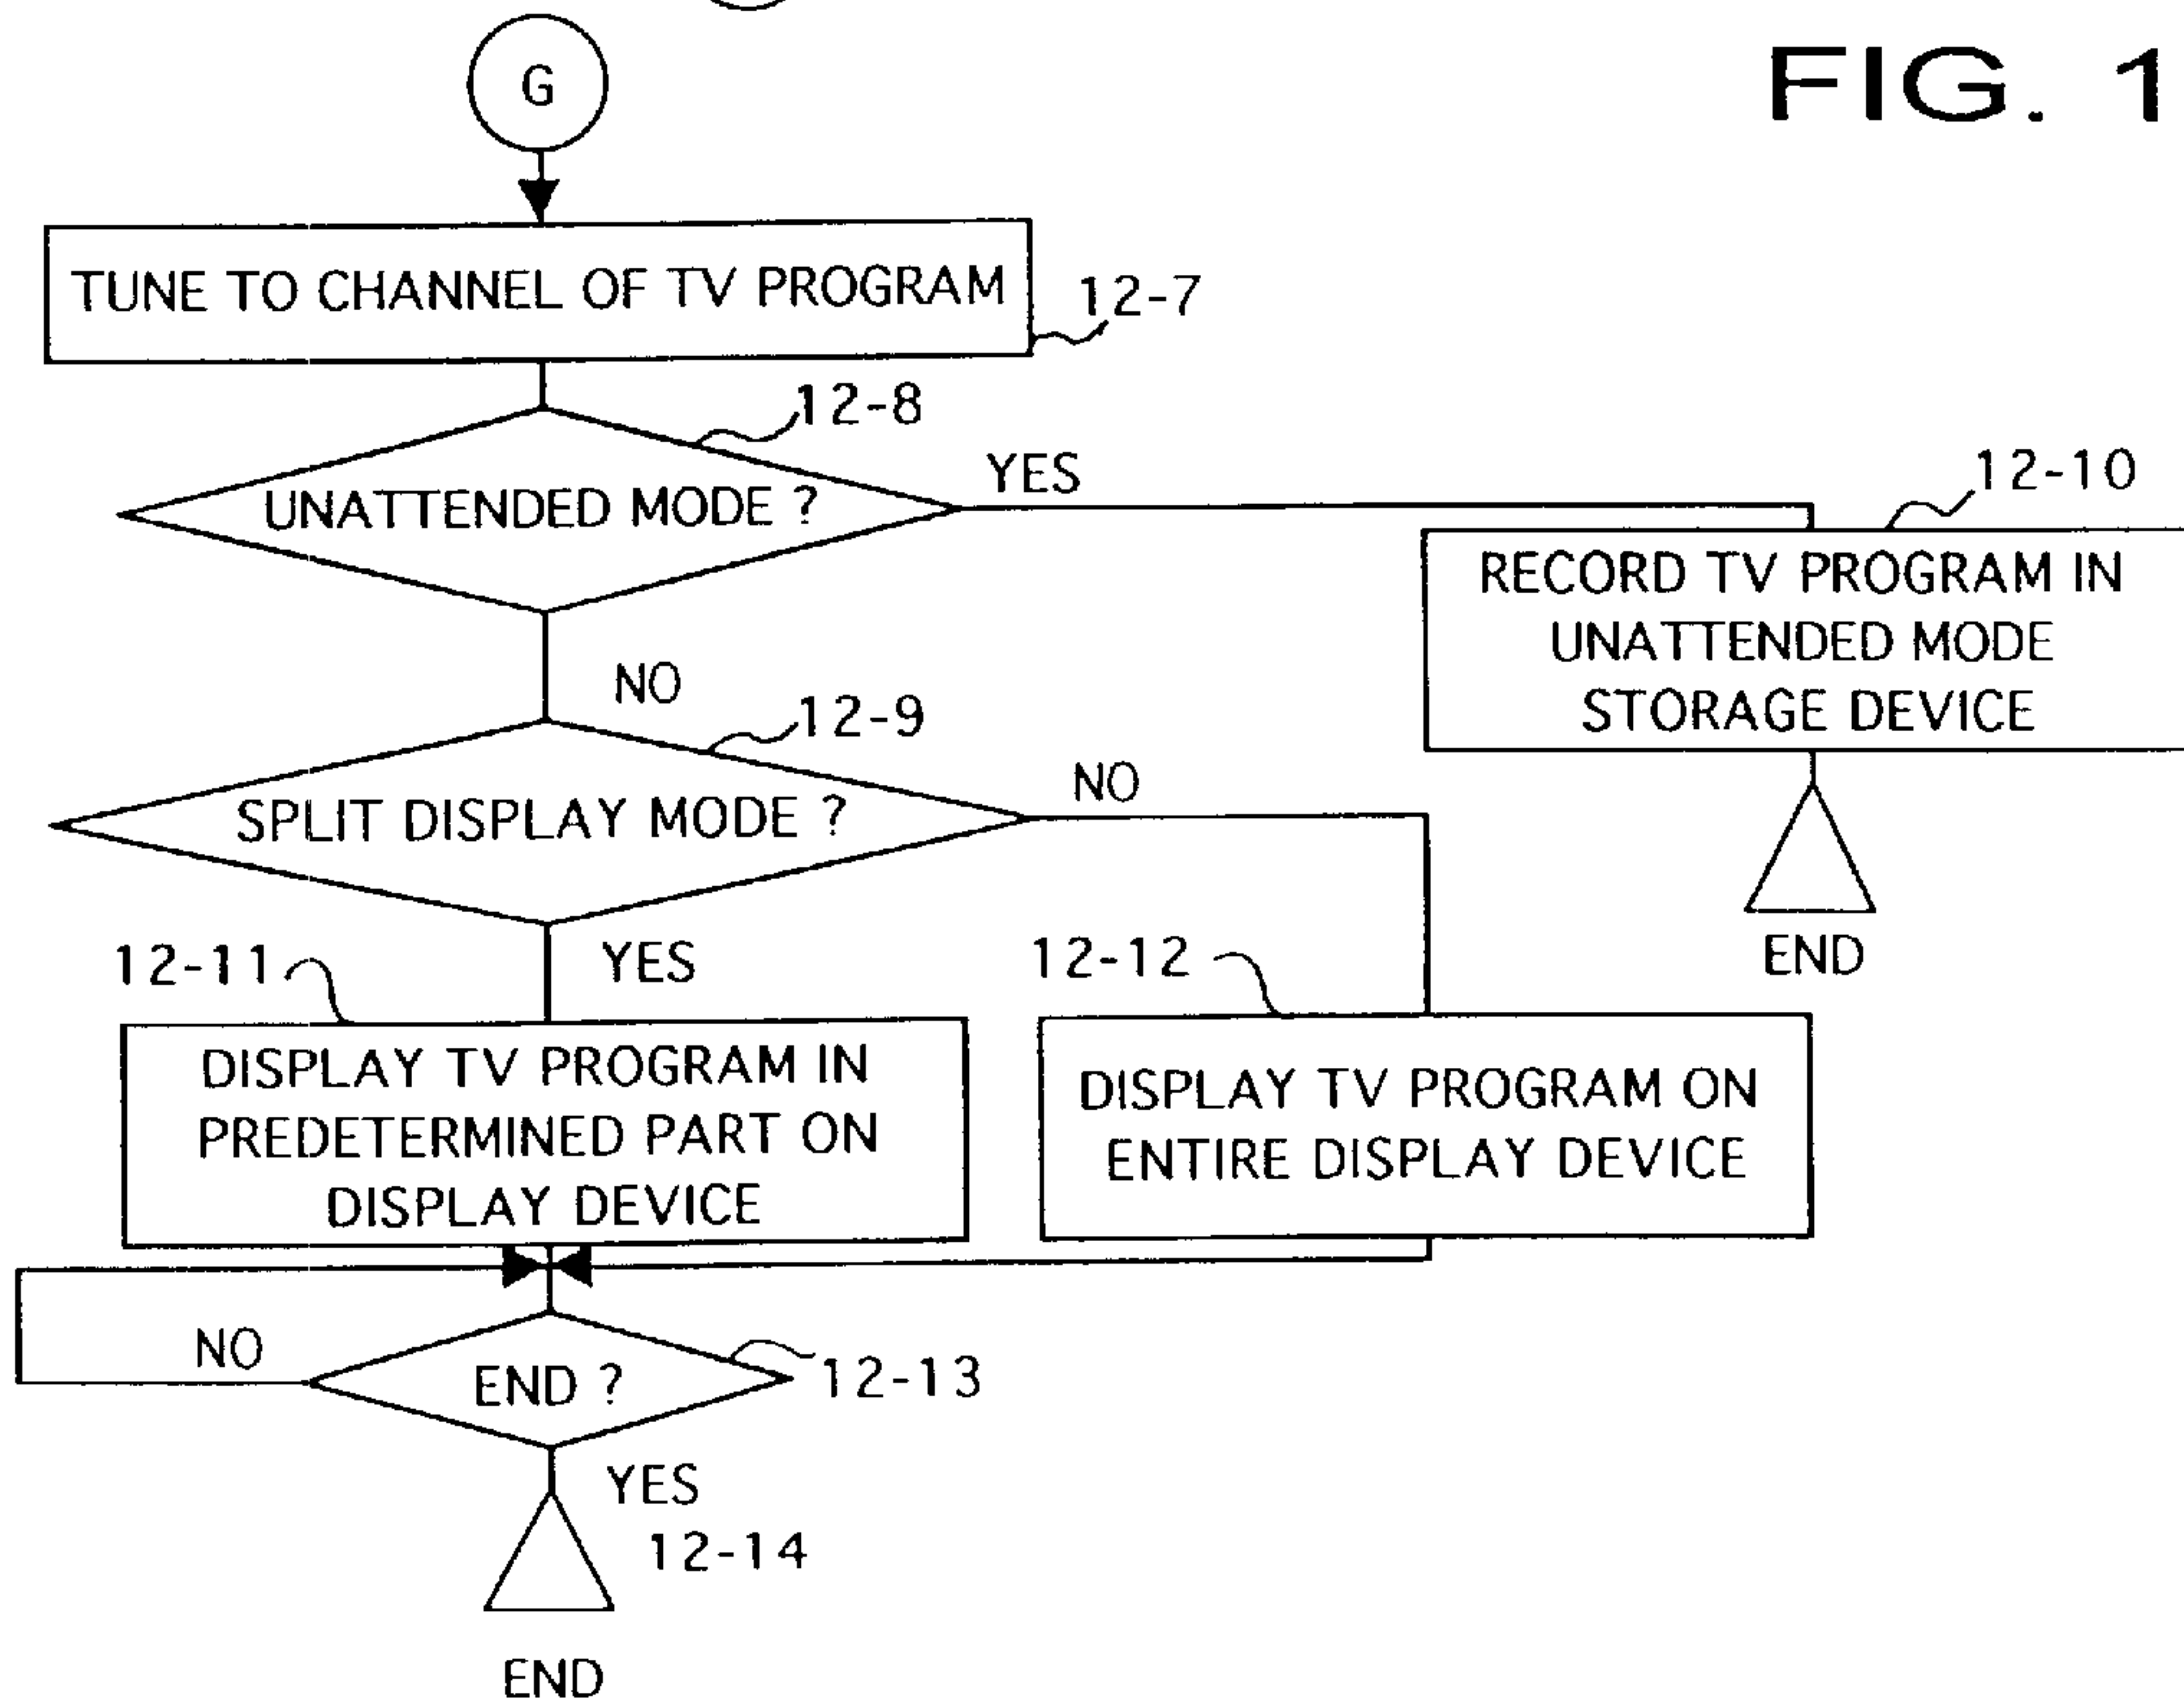 G
FIG. 1
TUNE TO CHANNEL OF TV PROGRAM
12-7
12-8
UNATTENDED MODE ?
YES
12-10
RECORD TV PROGRAM IN
UNATTENDED MODE
STORAGE DEVICE
END
NO
12-9
SPLIT DISPLAY MODE ?
NO
YES
12-11
DISPLAY TV PROGRAM IN
PREDETERMINED PART ON
DISPLAY DEVICE
12-12
DISPLAY TV PROGRAM ON
ENTIRE DISPLAY DEVICE
NO
END ?
12-13
YES
12-14
END